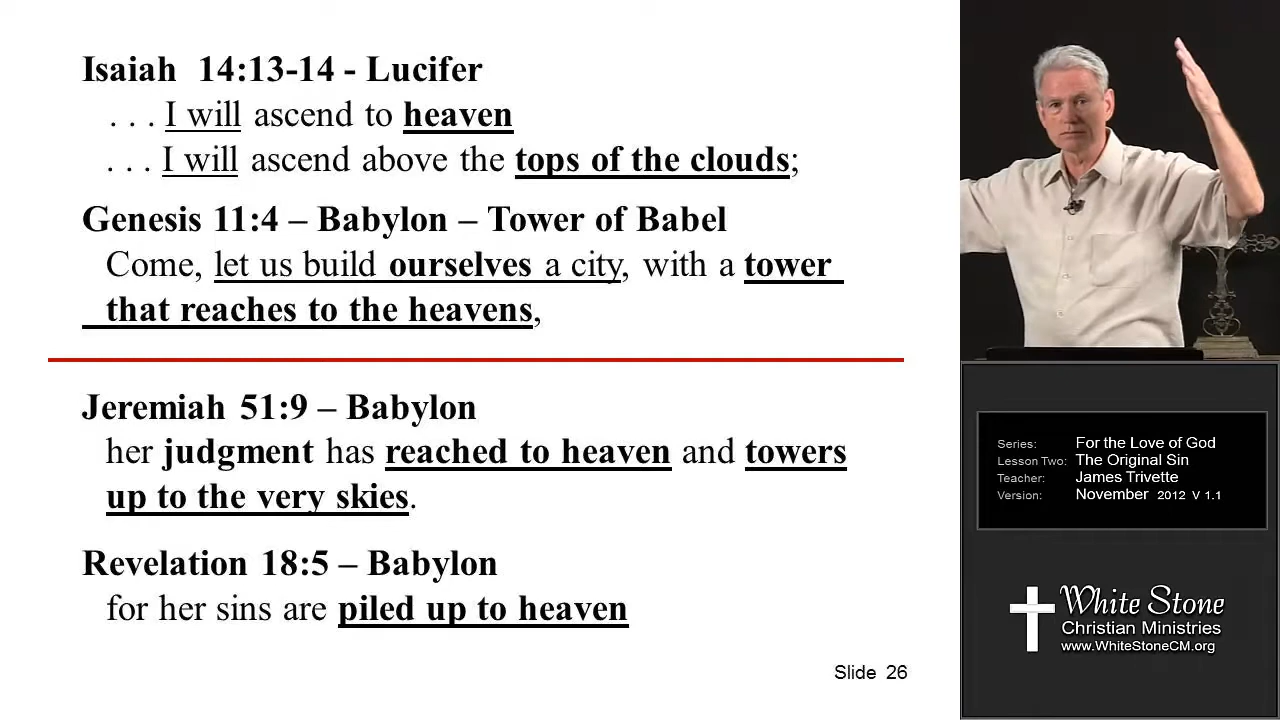 Isaiah 14:13-14 - Lucifer
. . . I will ascend to heaven
. . . I will ascend above the tops of the clouds;
Genesis 11:4 – Babylon – Tower of Babel
Come, let us build ourselves a city, with a tower
that reaches to the heavens,
Jeremiah 51:9 – Babylon
her judgment has reached to heaven and towers
up to the very skies.
Revelation 18:5 – Babylon
for her sins are piled up to heaven
Slide 26
Series: For the Love of God
Lesson Two: The Original Sin
Teacher: James Trivette
Version: November 2012 V 1.1
White Stone
Christian Ministries
www.WhiteStoneCM.org